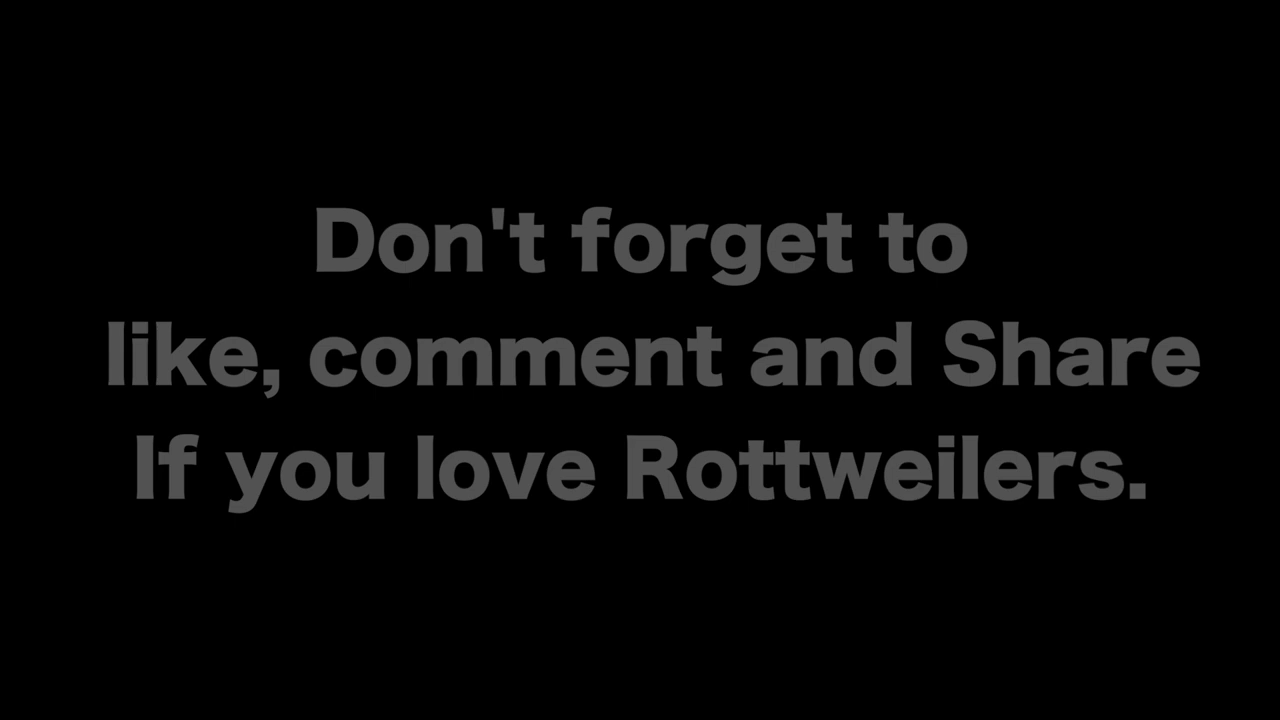 Don't forget to
like, comment and Share
If you love Rottweilers.